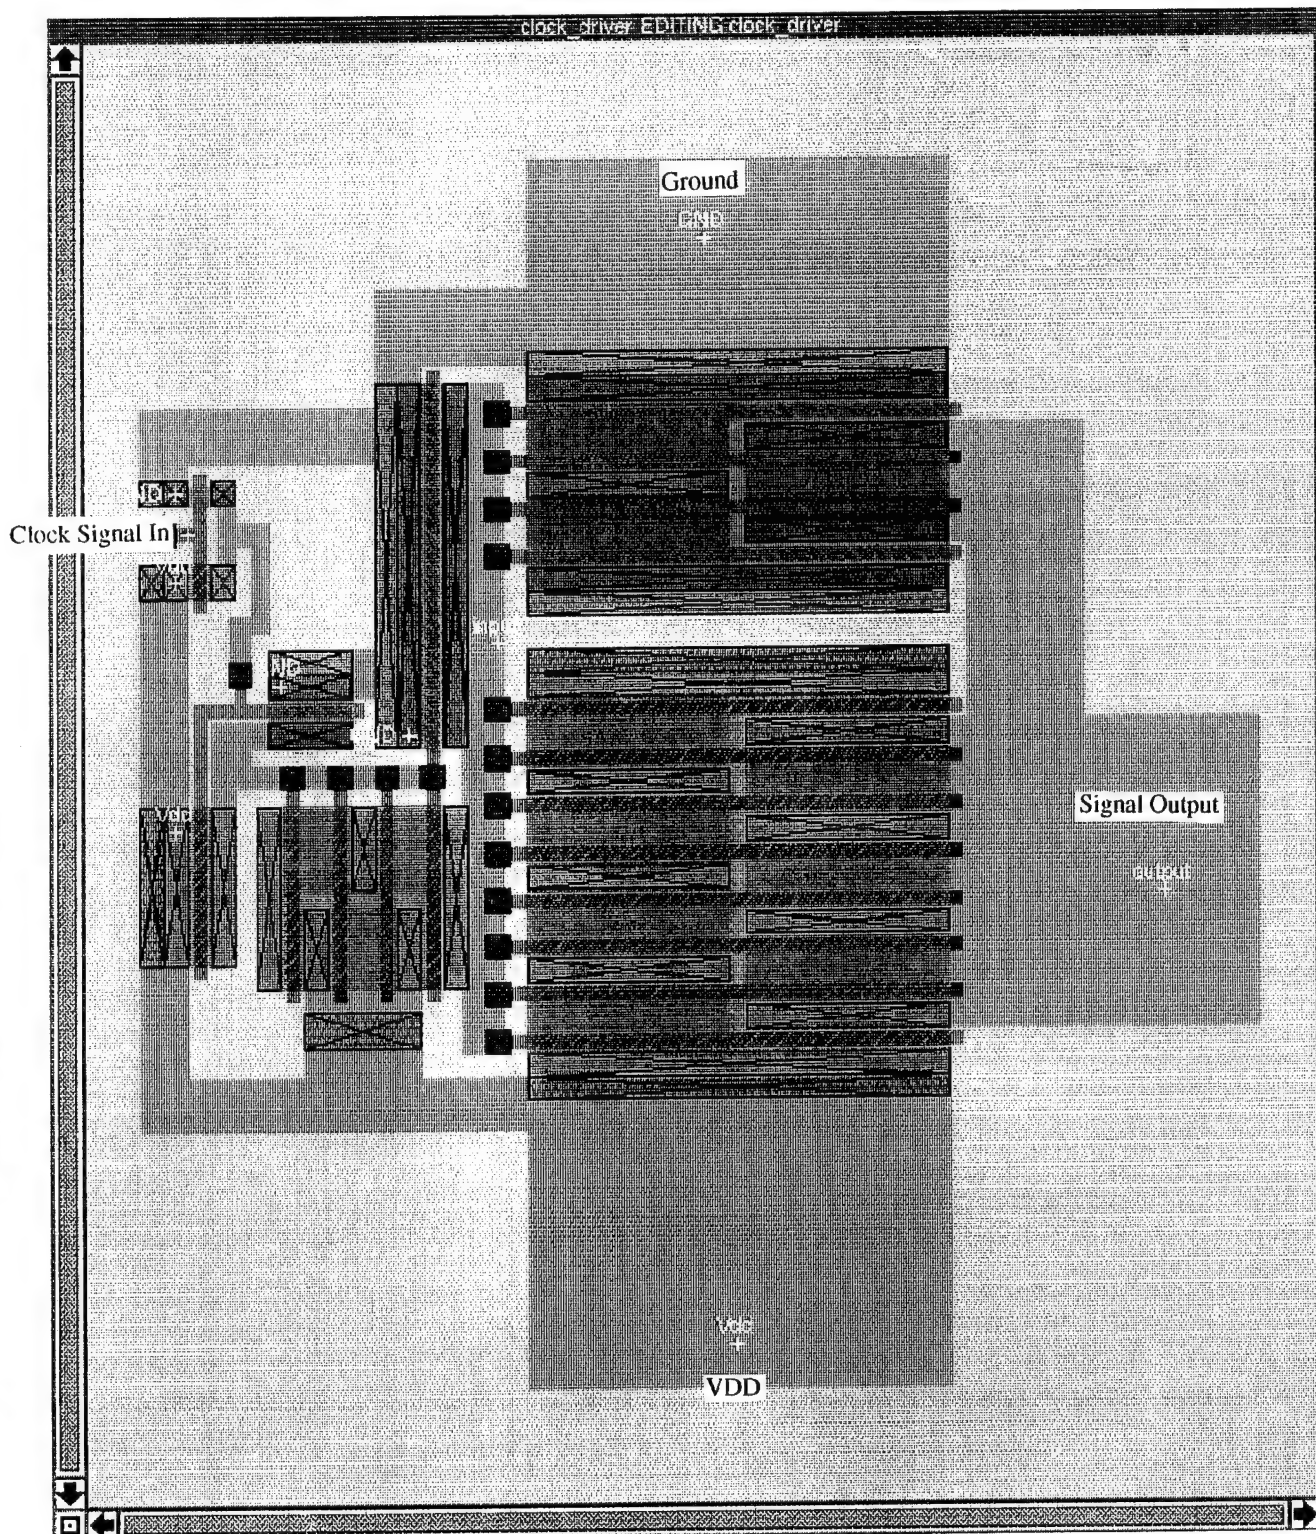 clock_driver EDITING clock_driver
Ground
GND
Clock Signal In
Vdd
Signal Output
output
VDD